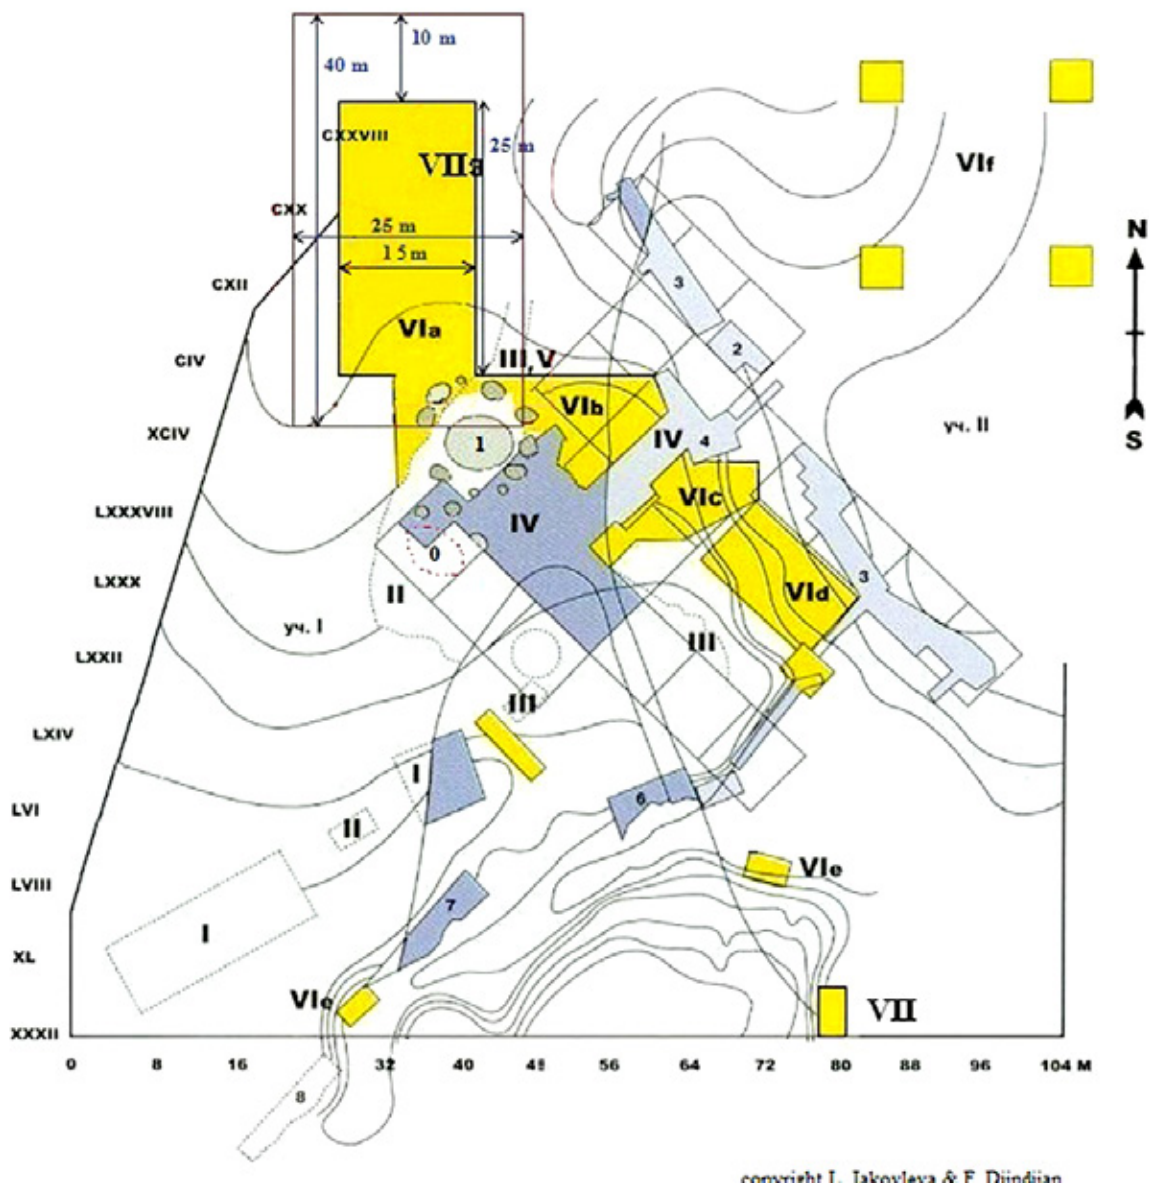 10 m
40 m
CXXVIII
25 m
VIIa
VIf
N
CXX
25 m
15 m
CXII
3
VIa
2
III, V
CIV
S
VIb
XCIV
1
IV
4
уч. II
VIc
LXXXVIII
IV
0
3
LXXX
II
VId
уч. I
III
LXXII
III
LXIV
I
6
LVI
II
VIe
LVIII
7
I
XL
VIe
VII
XXXII
0 8 16 32 40 48 56 64 72 80 88 96 104 M
8
copyright L. Iakovleva & F. Djindjian